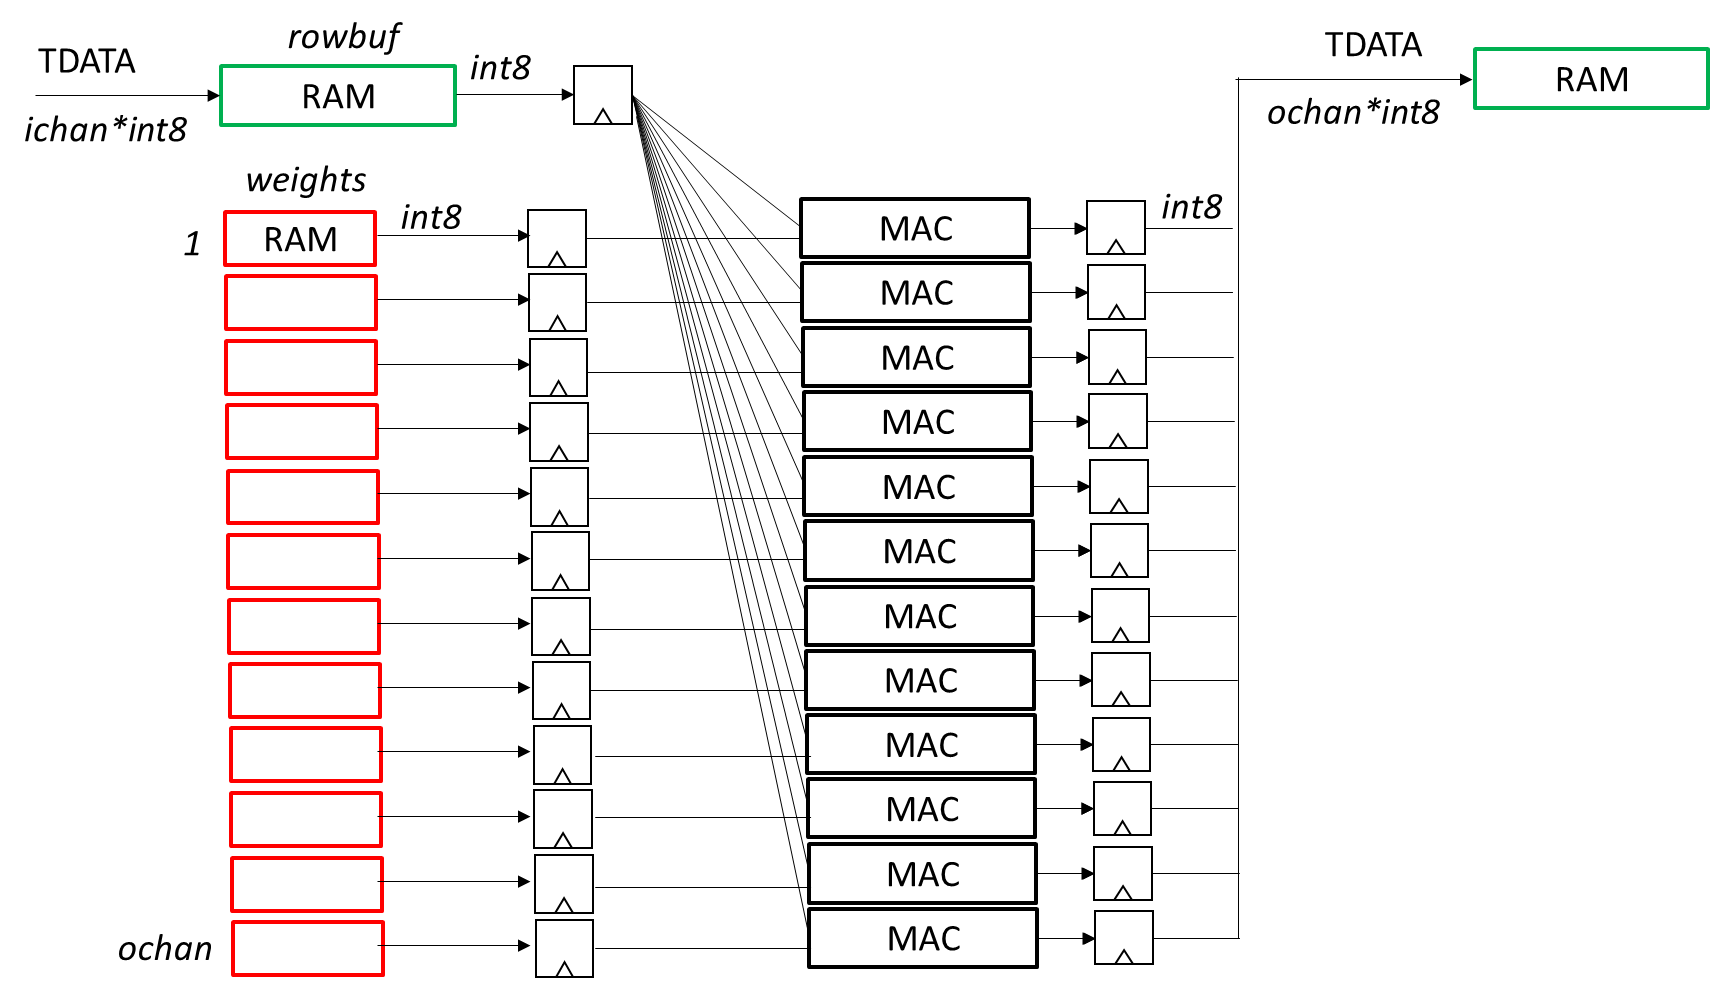 rowbuf
TDATA
int8
RAM
ichan*int8
TDATA
RAM
ochan*int8
weights
1
RAM
int8
MAC
int8
MAC
MAC
MAC
MAC
MAC
MAC
MAC
MAC
MAC
MAC
ochan
MAC